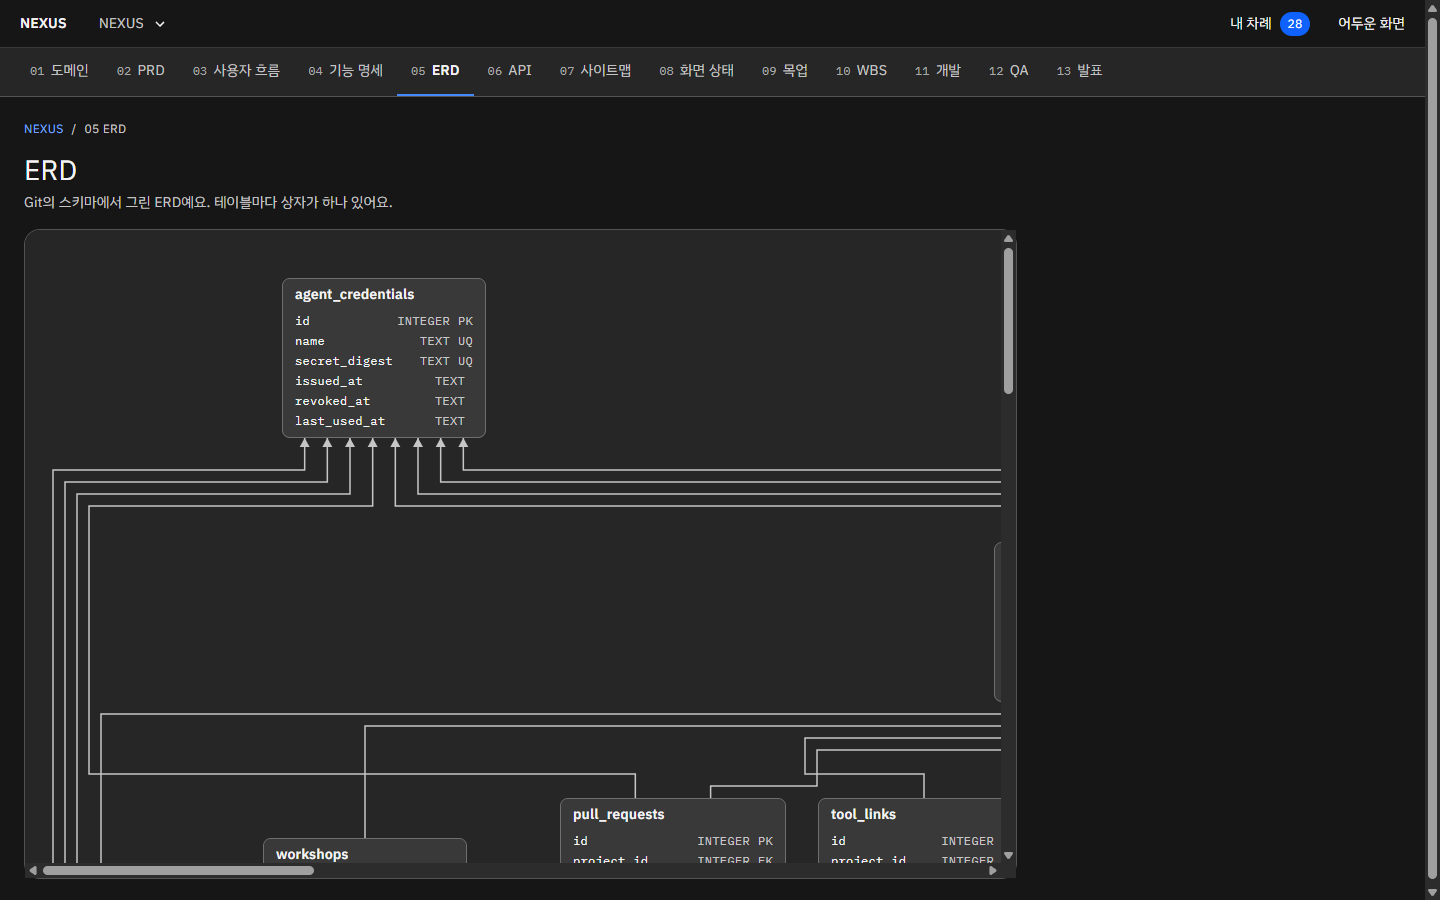 NEXUS NEXUS 내 차례 28 어두운 화면
01 도메인 02 PRD 03 사용자 흐름 04 기능 명세 05 ERD 06 API 07 사이트맵 08 화면 상태 09 목업 10 WBS 11 개발 12 QA 13 발표
NEXUS / 05 ERD
ERD
Git의 스키마에서 그린 ERD예요. 테이블마다 상자가 하나 있어요.
agent_credentials
id INTEGER PK
name TEXT UQ
secret_digest TEXT UQ
issued_at TEXT
revoked_at TEXT
last_used_at TEXT
pull_requests
id INTEGER PK
project_id INTEGER FK
tool_links
id INTEGER
project_id INTEGER
workshops